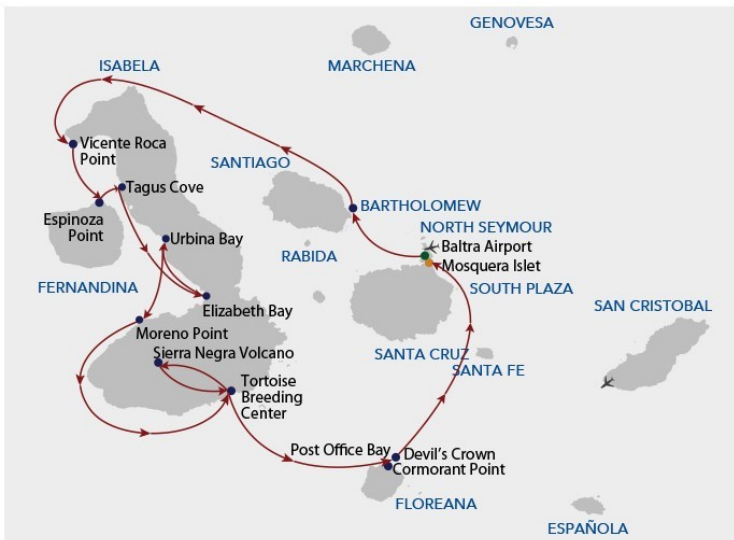 GENOVESA
ISABELA
MARCHENA
Vicente Roca
Point
SANTIAGO
Tagus Cove
BARTHOLOMEW
Espinoza
Point
NORTH SEYMOUR
Urbina Bay
Baltra Airport
RABIDA
Mosquera Islet
FERNANDINA
SOUTH PLAZA
Elizabeth Bay
SAN CRISTOBAL
Moreno Point
Sierra Negra Volcano
SANTA CRUZ
SANTA FE
Tortoise
Breeding
Center
Post Office Bay
Devil's Crown
Cormorant Point
FLOREANA
ESPAÑOLA